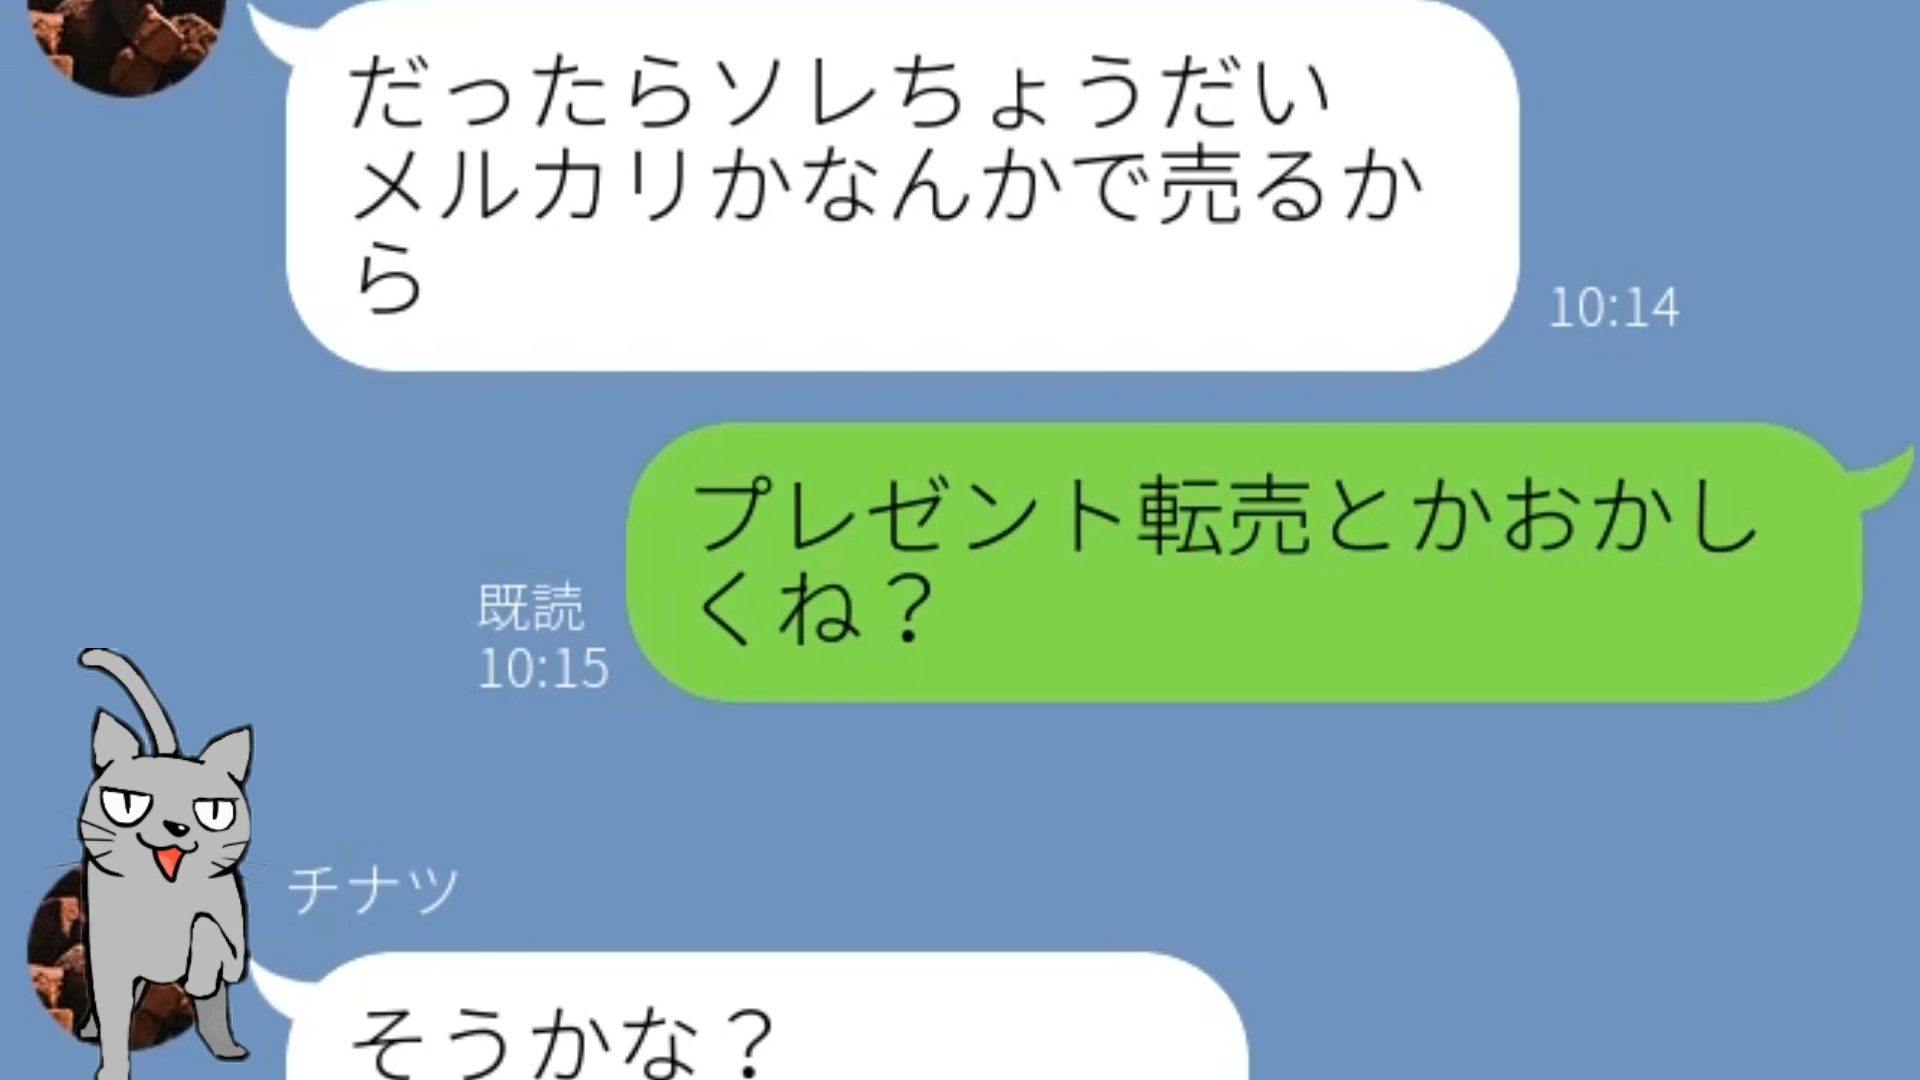 だったらソレちょうだい
メルカリかなんかで売るか
ら
10:14
プレゼント転売とかおかし
くね？
既読
10:15
チナツ
そうかな？